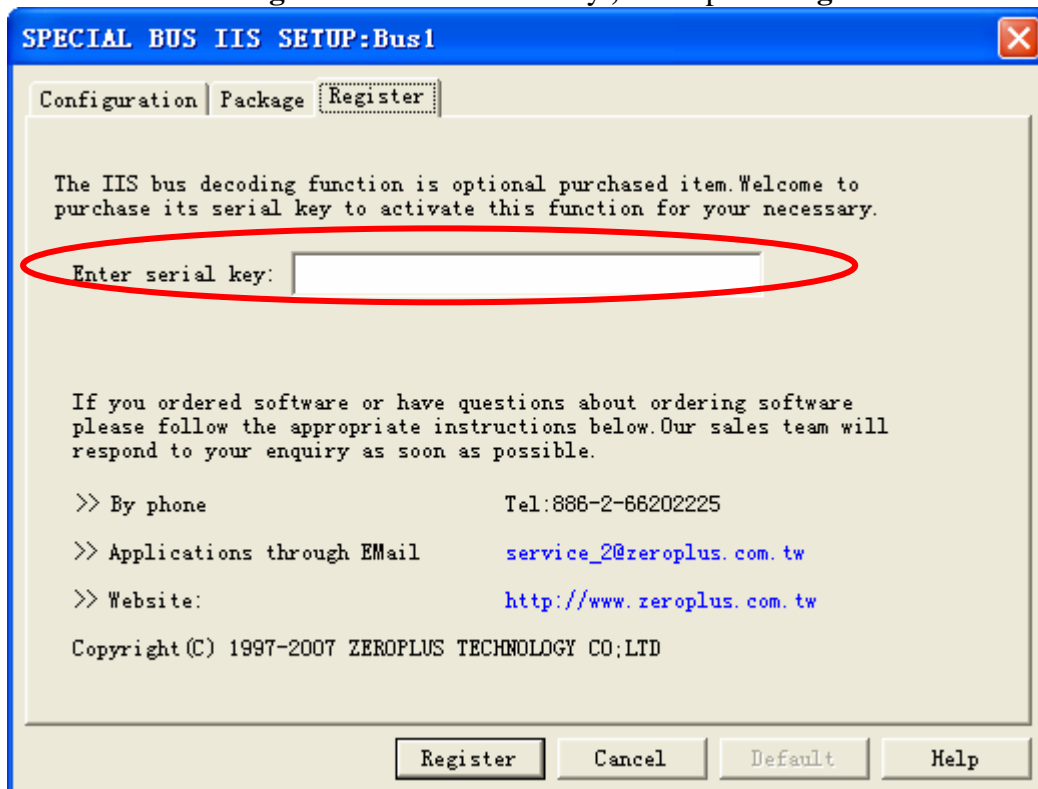 SPECIAL BUS IIS SETUP:Bus1
Configuration Package Register
The IIS bus decoding function is optional purchased item.Welcome to
purchase its serial key to activate this function for your necessary.
Enter serial key:
If you ordered software or have questions about ordering software
please follow the appropriate instructions below.Our sales team will
respond to your enquiry as soon as possible.
>> By phone Tel:886-2-66202225
>> Applications through EMail service_2@zeroplus.com.tw
>> Website: http://www.zeroplus.com.tw
Copyright(C) 1997-2007 ZEROPLUS TECHNOLOGY CO;LTD
Register Cancel Default Help